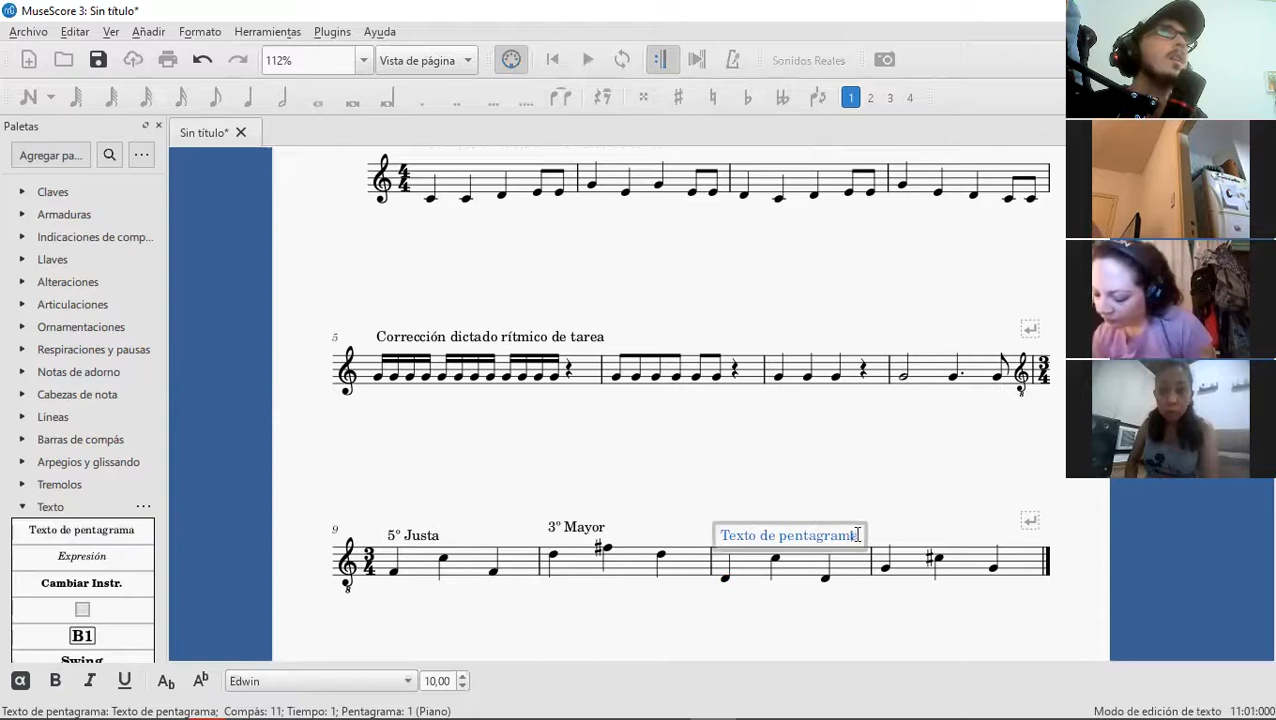 MuseScore 3: Sin título*
Archivo Editar Ver Añadir Formato Herramientas Plugins Ayuda
112% Vista de página Sonidos Reales
1 2 3 4
Paletas
Sin título*
Agregar pa... ...
Claves
Armaduras
Indicaciones de comp...
Llaves
Alteraciones
Articulaciones
Ornamentaciones
Respiraciones y pausas
Notas de adorno
Cabezas de nota
Líneas
Barras de compás
Arpegios y glissando
Tremolos
Texto ...
Texto de pentagrama
Expresión
Cambiar Instr.
B1
Swing
5 Corrección dictado rítmico de tarea
9 5º Justa 3º Mayor Texto de pentagrama
B I U Edwin 10,00
Texto de pentagrama: Texto de pentagrama; Compás: 11; Tiempo: 1; Pentagrama: 1 (Piano) Modo de edición de texto 11:01:000